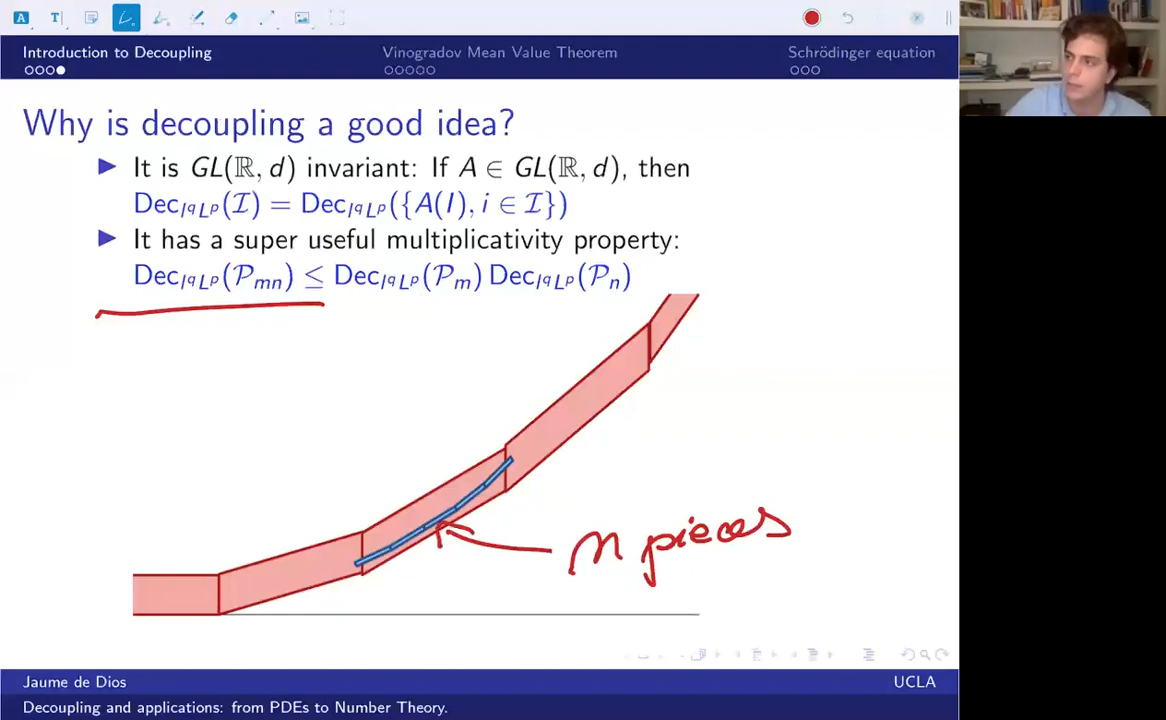 Introduction to Decoupling Vinogradov Mean Value Theorem Schrödinger equation
Why is decoupling a good idea?
It is GL(ℝ, d) invariant: If A ∈ GL(ℝ, d), then
Dec_{l^q L^p}(𝓘) = Dec_{l^q L^p}({A(I), i ∈ 𝓘})
It has a super useful multiplicativity property:
Dec_{l^q L^p}(𝒫_{mn}) ≤ Dec_{l^q L^p}(𝒫_m) Dec_{l^q L^p}(𝒫_n)
n pieces
Jaume de Dios UCLA
Decoupling and applications: from PDEs to Number Theory.